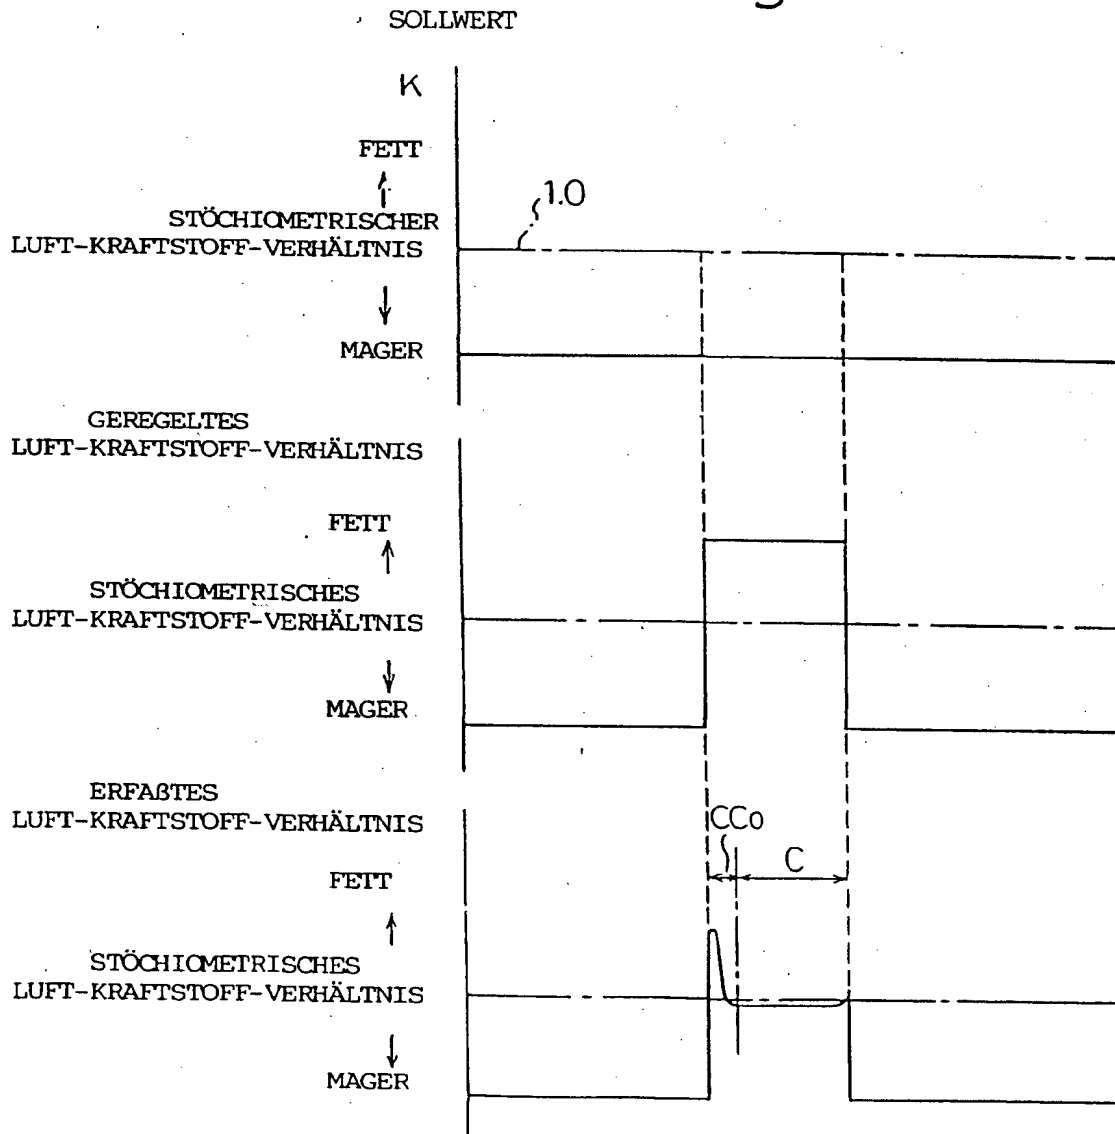 SOLLWERT
K
FETT
1.0
STÖCHIOMETRISCHER
LUFT-KRAFTSTOFF-VERHÄLTNIS
MAGER
GEREGELTES
LUFT-KRAFTSTOFF-VERHÄLTNIS
FETT
STÖCHIOMETRISCHES
LUFT-KRAFTSTOFF-VERHÄLTNIS
MAGER
ERFAßTES
LUFT-KRAFTSTOFF-VERHÄLTNIS
CCo
C
FETT
STÖCHIOMETRISCHES
LUFT-KRAFTSTOFF-VERHÄLTNIS
MAGER